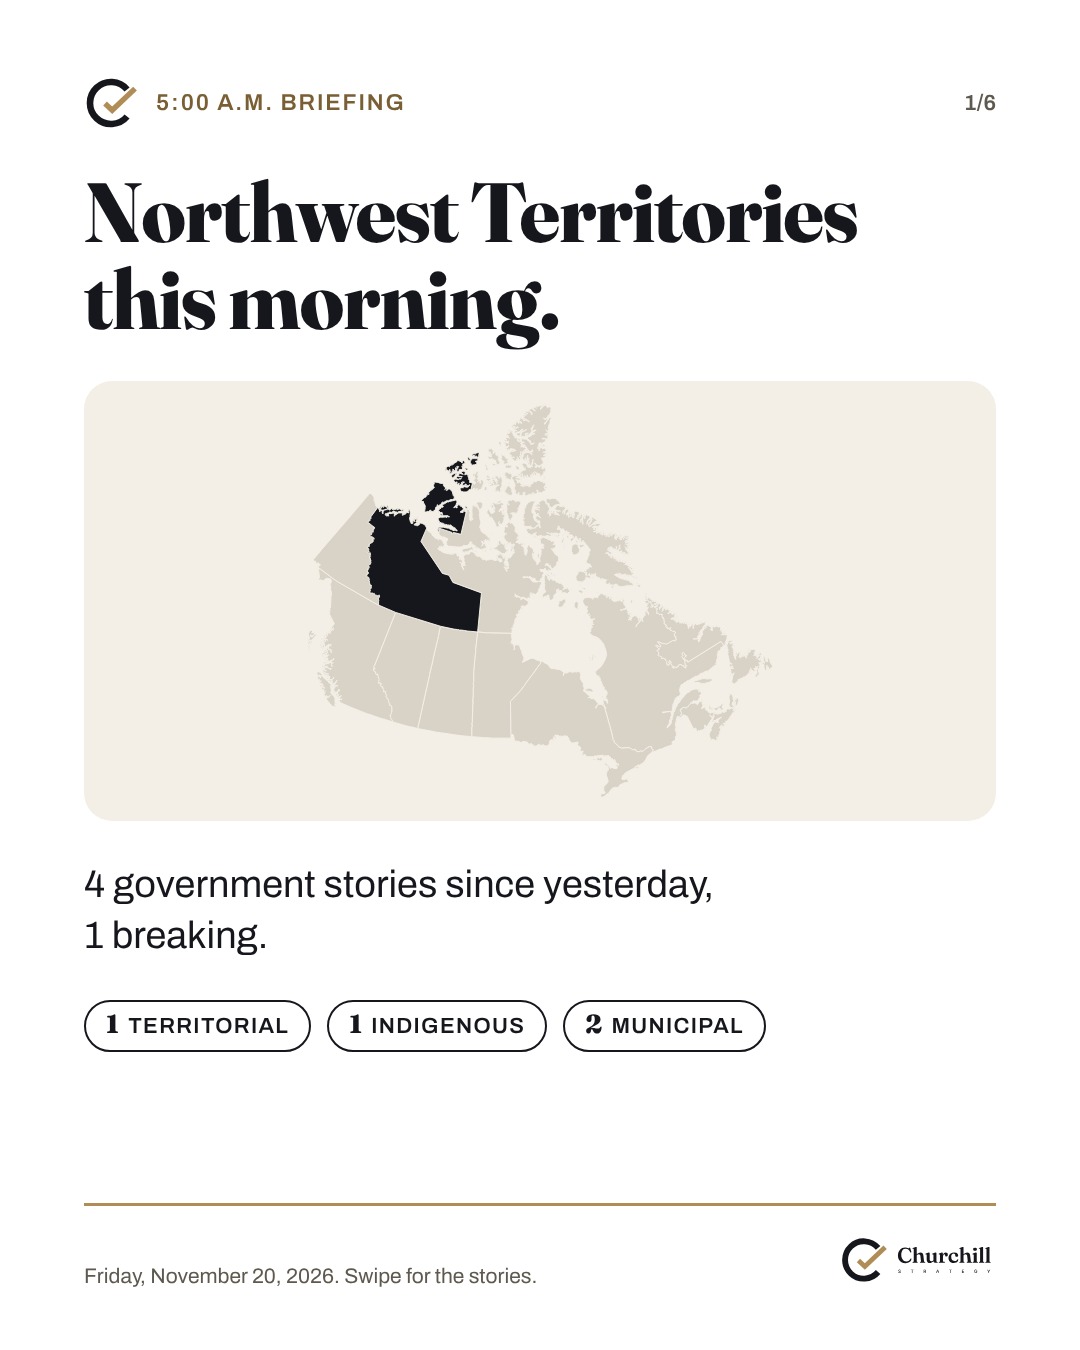 5:00 A.M. BRIEFING
1/6
Northwest Territories
this morning.
4 government stories since yesterday,
1 breaking.
1 TERRITORIAL
1 INDIGENOUS
2 MUNICIPAL
Friday, November 20, 2026. Swipe for the stories.
Churchill
STRATEGY